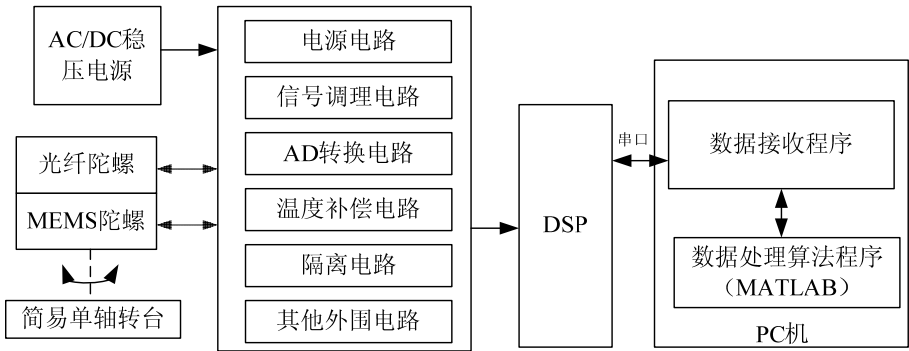 AC/DC稳
压电源
光纤陀螺
MEMS陀螺
简易单轴转台
电源电路
信号调理电路
AD转换电路
温度补偿电路
隔离电路
其他外围电路
DSP
串口
数据接收程序
数据处理算法程序
（MATLAB）
PC机